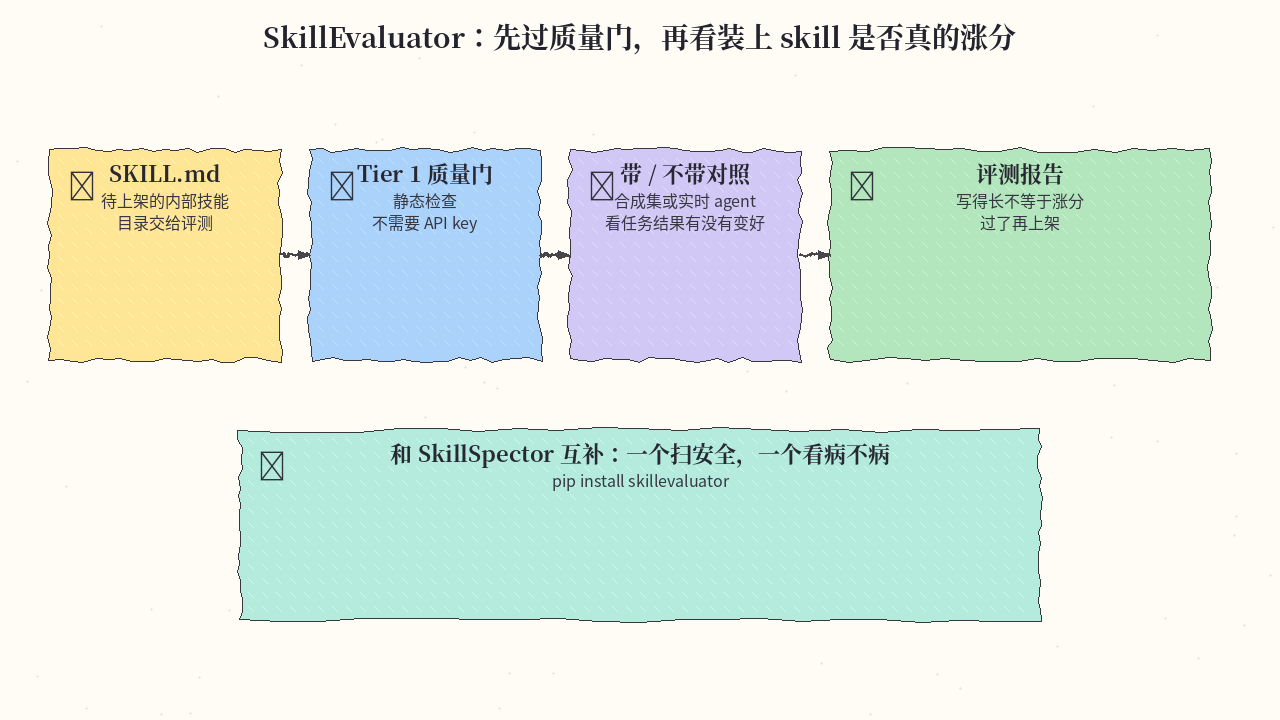 SkillEvaluator：先过质量门，再看装上 skill 是否真的涨分
SKILL.md
待上架的内部技能
目录交给评测
Tier 1 质量门
静态检查
不需要 API key
带 / 不带对照
合成集或实时 agent
看任务结果有没有变好
评测报告
写得长不等于涨分
过了再上架
和 SkillSpector 互补：一个扫安全，一个看病不病
pip install skillevaluator